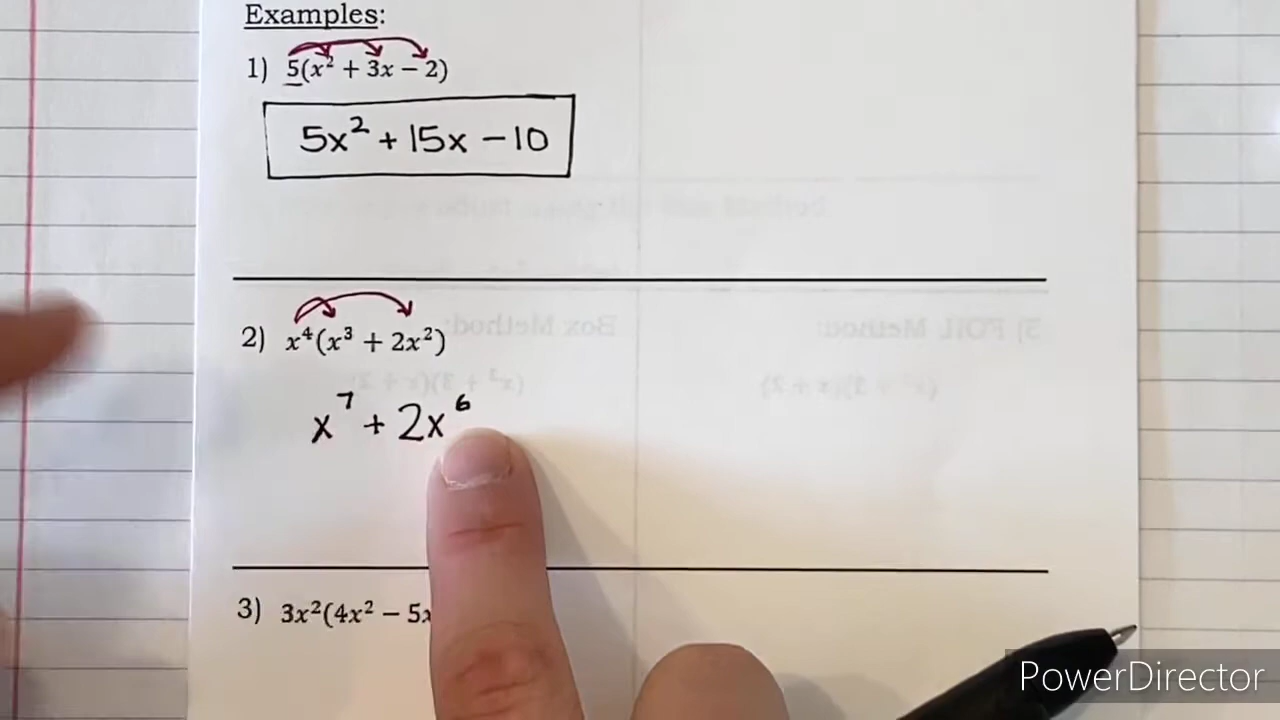 Examples:
1) 5(x² + 3x − 2)
5x² + 15x − 10
2) x⁴(x³ + 2x²)
x⁷ + 2x⁶
3) 3x²(4x² − 5x
PowerDirector